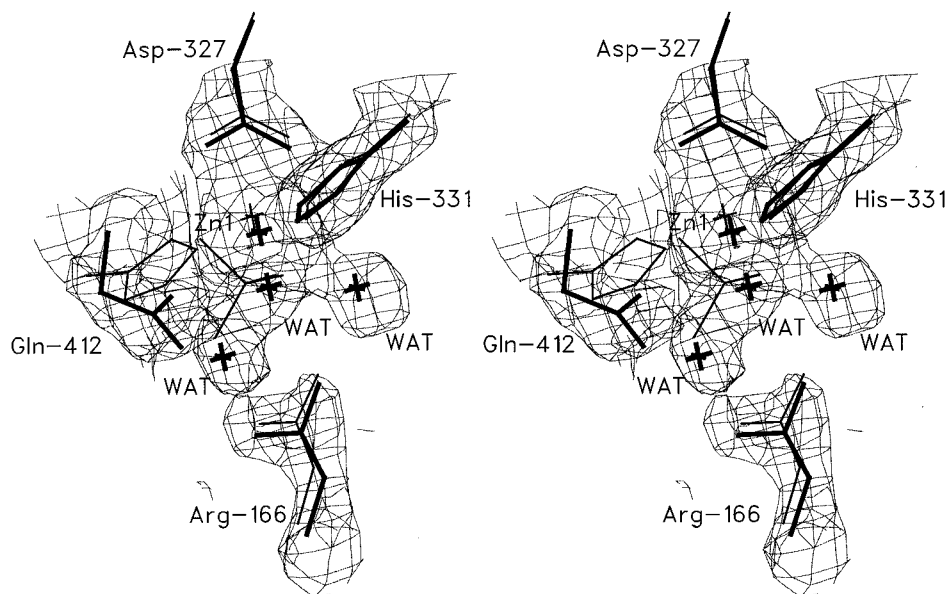 Asp-327
His-331
Zn1
Gln-412
WAT
WAT
WAT
Arg-166
Asp-327
His-331
Zn1
Gln-412
WAT
WAT
WAT
Arg-166